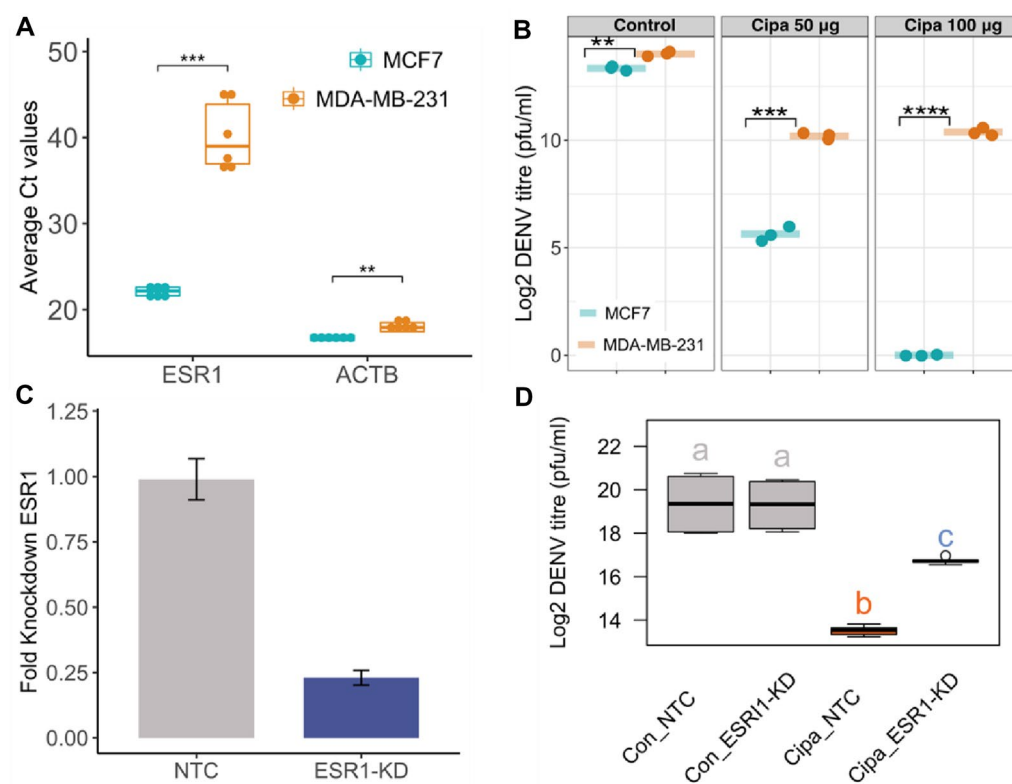 A
Average Ct values
50
40
30
20
***
**
MCF7
MDA-MB-231
ESR1
ACTB
B
Control
Cipa 50 µg
Cipa 100 µg
Log2 DENV titre (pfu/ml)
10
5
0
**
***
****
MCF7
MDA-MB-231
C
Fold Knockdown ESR1
1.25
1.00
0.75
0.50
0.25
0.00
NTC
ESR1-KD
D
Log2 DENV titre (pfu/ml)
22
20
18
16
14
a
a
b
c
Con_NTC
Con_ESRI1-KD
Cipa_NTC
Cipa_ESR1-KD